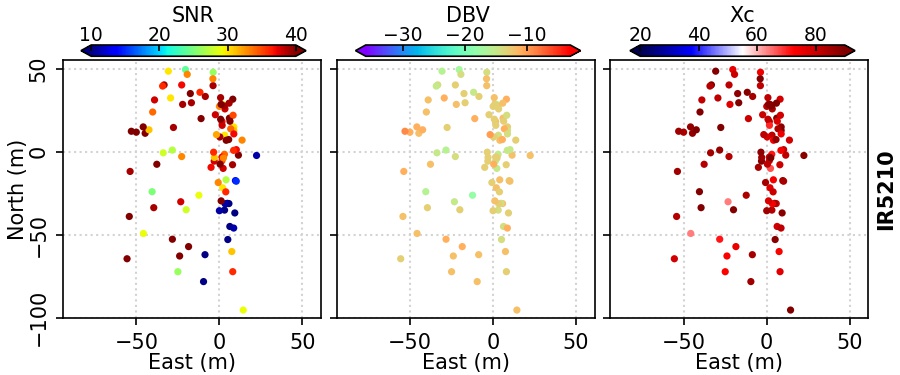 SNR DBV Xc
10 20 30 40 −30 −20 −10 20 40 60 80
50
0
−50
−100
North (m)
IR5210
−50 0 50 −50 0 50 −50 0 50
East (m) East (m) East (m)